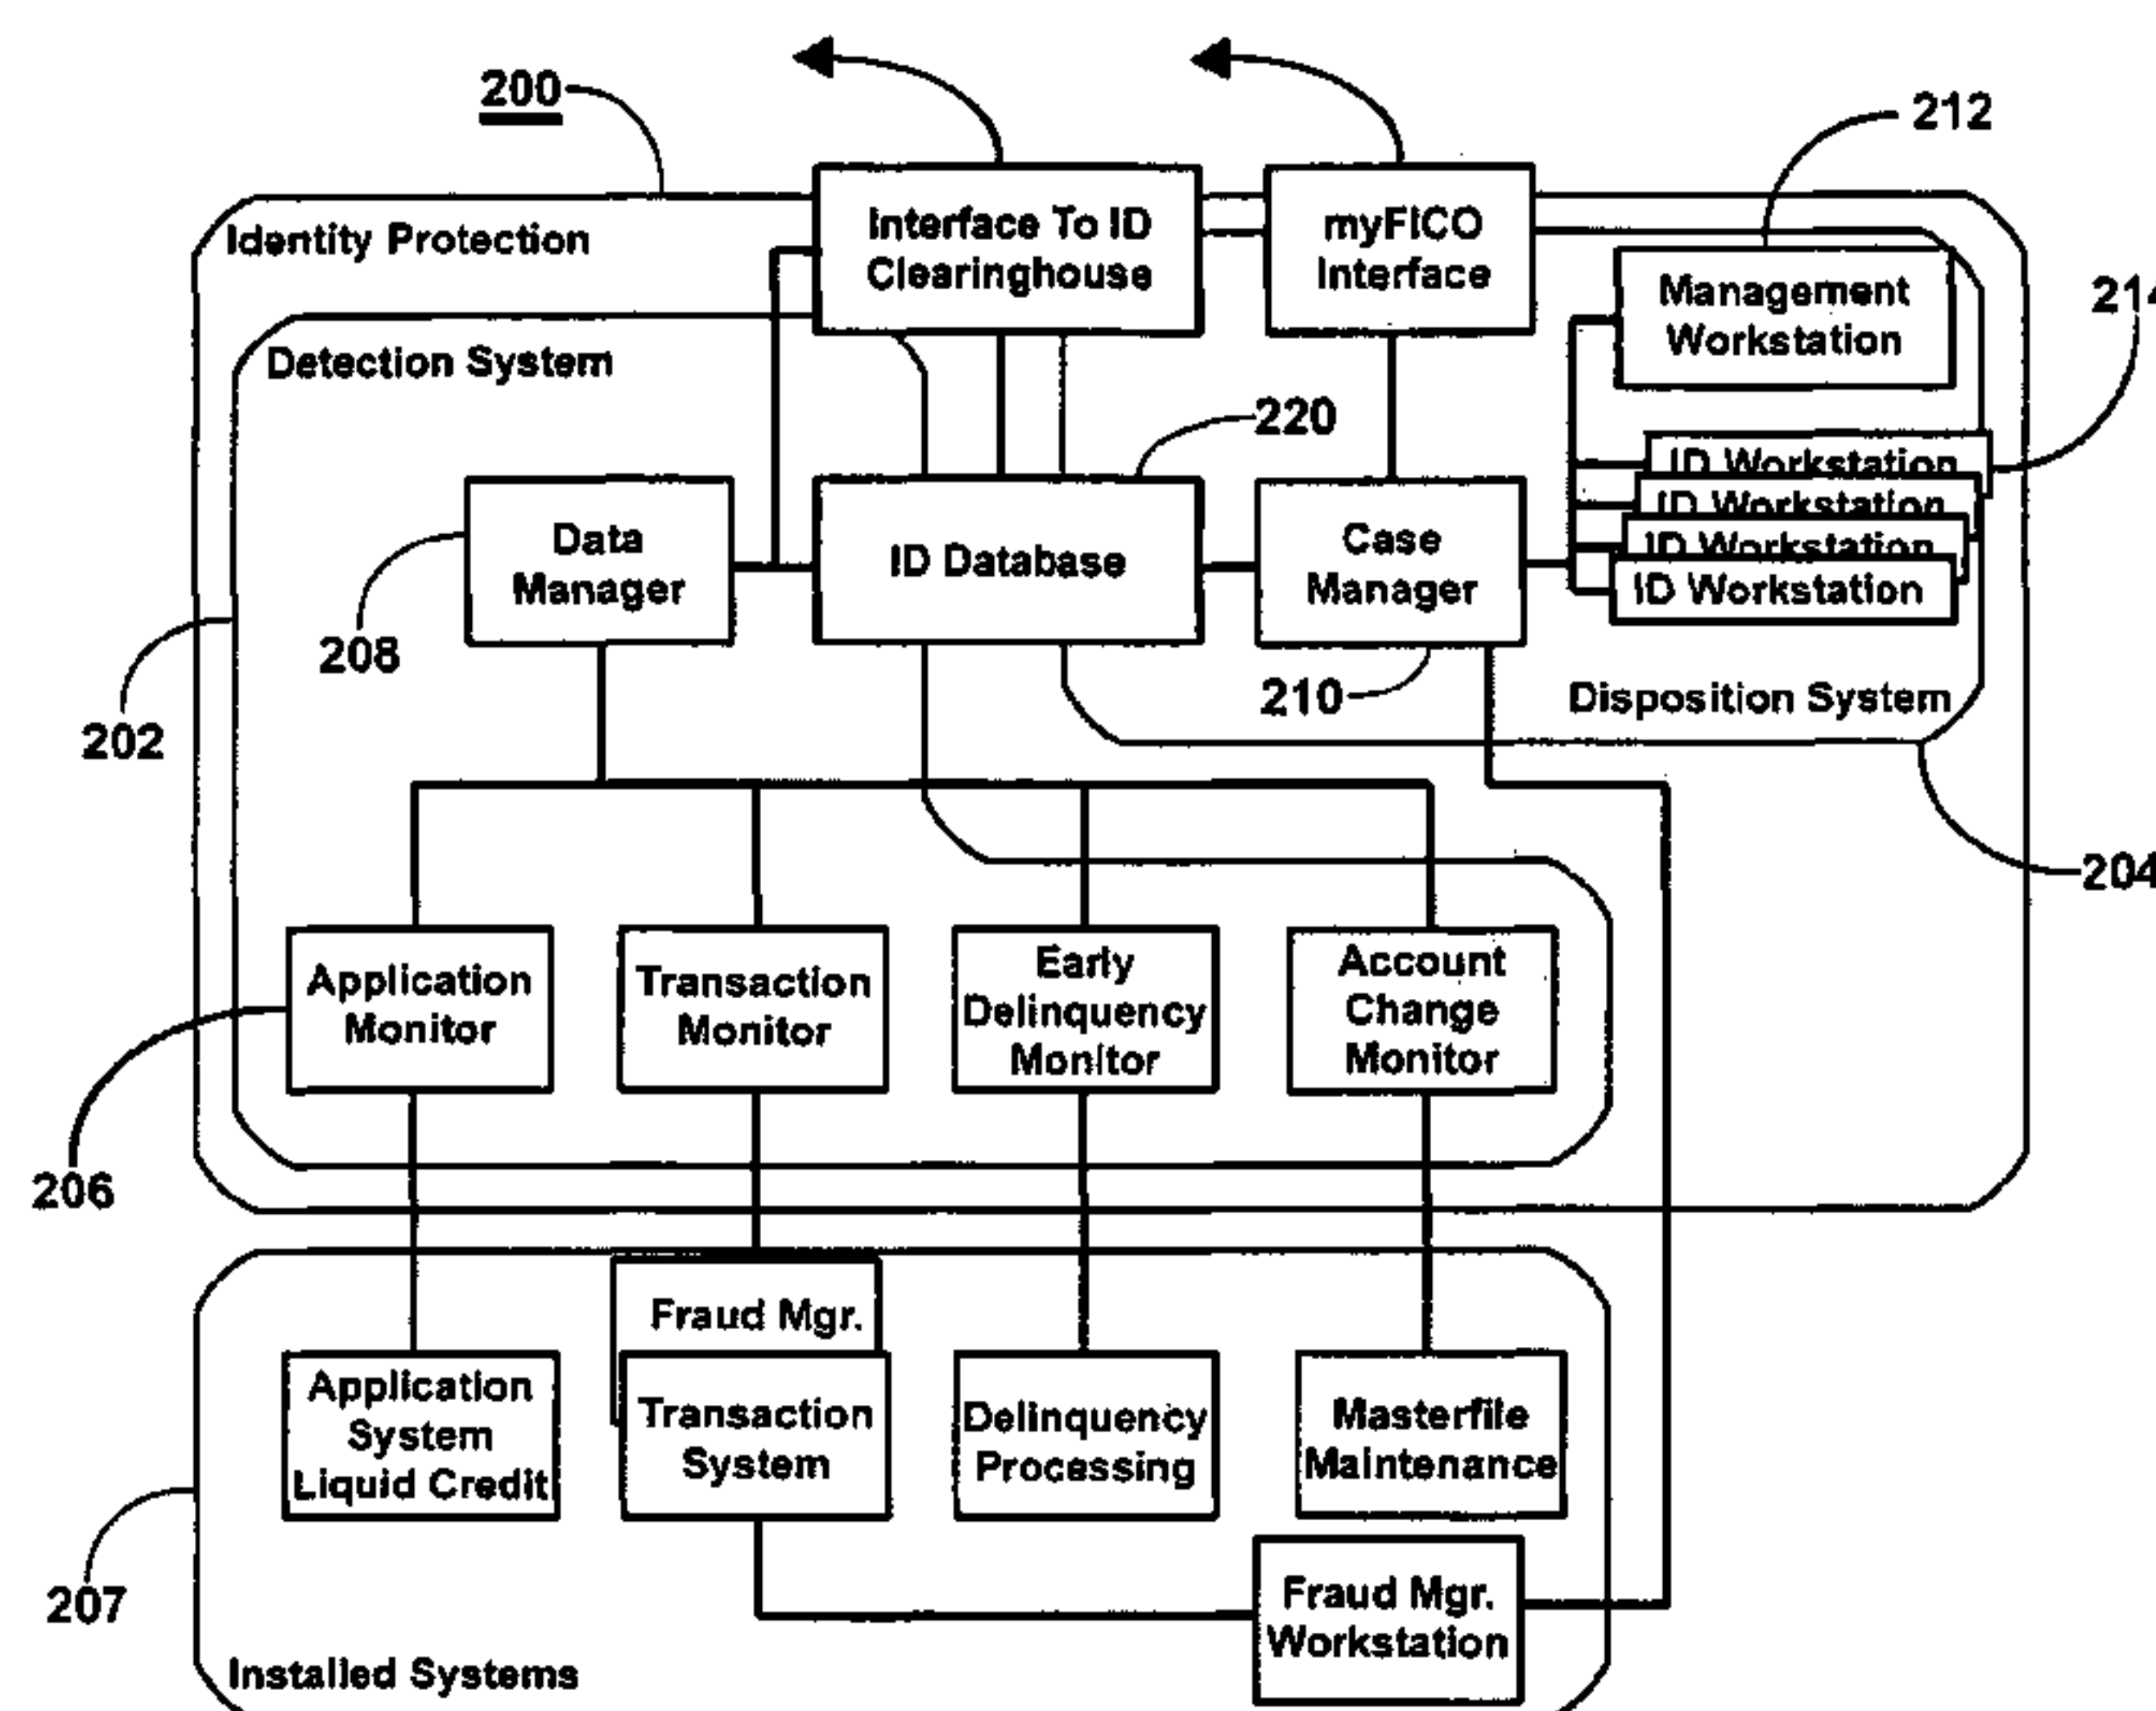 200
212
Identity Protection
Interface To ID
Clearinghouse
myFICO
Interface
Management
Workstation
214
Detection System
220
ID Workstation
ID Workstation
ID Workstation
ID Workstation
Data
Manager
ID Database
Case
Manager
208
210
Disposition System
202
204
Application
Monitor
Transaction
Monitor
Early
Delinquency
Monitor
Account
Change
Monitor
206
Fraud Mgr.
Application
System
Liquid Credit
Transaction
System
Delinquency
Processing
Masterfile
Maintenance
207
Fraud Mgr.
Workstation
Installed Systems